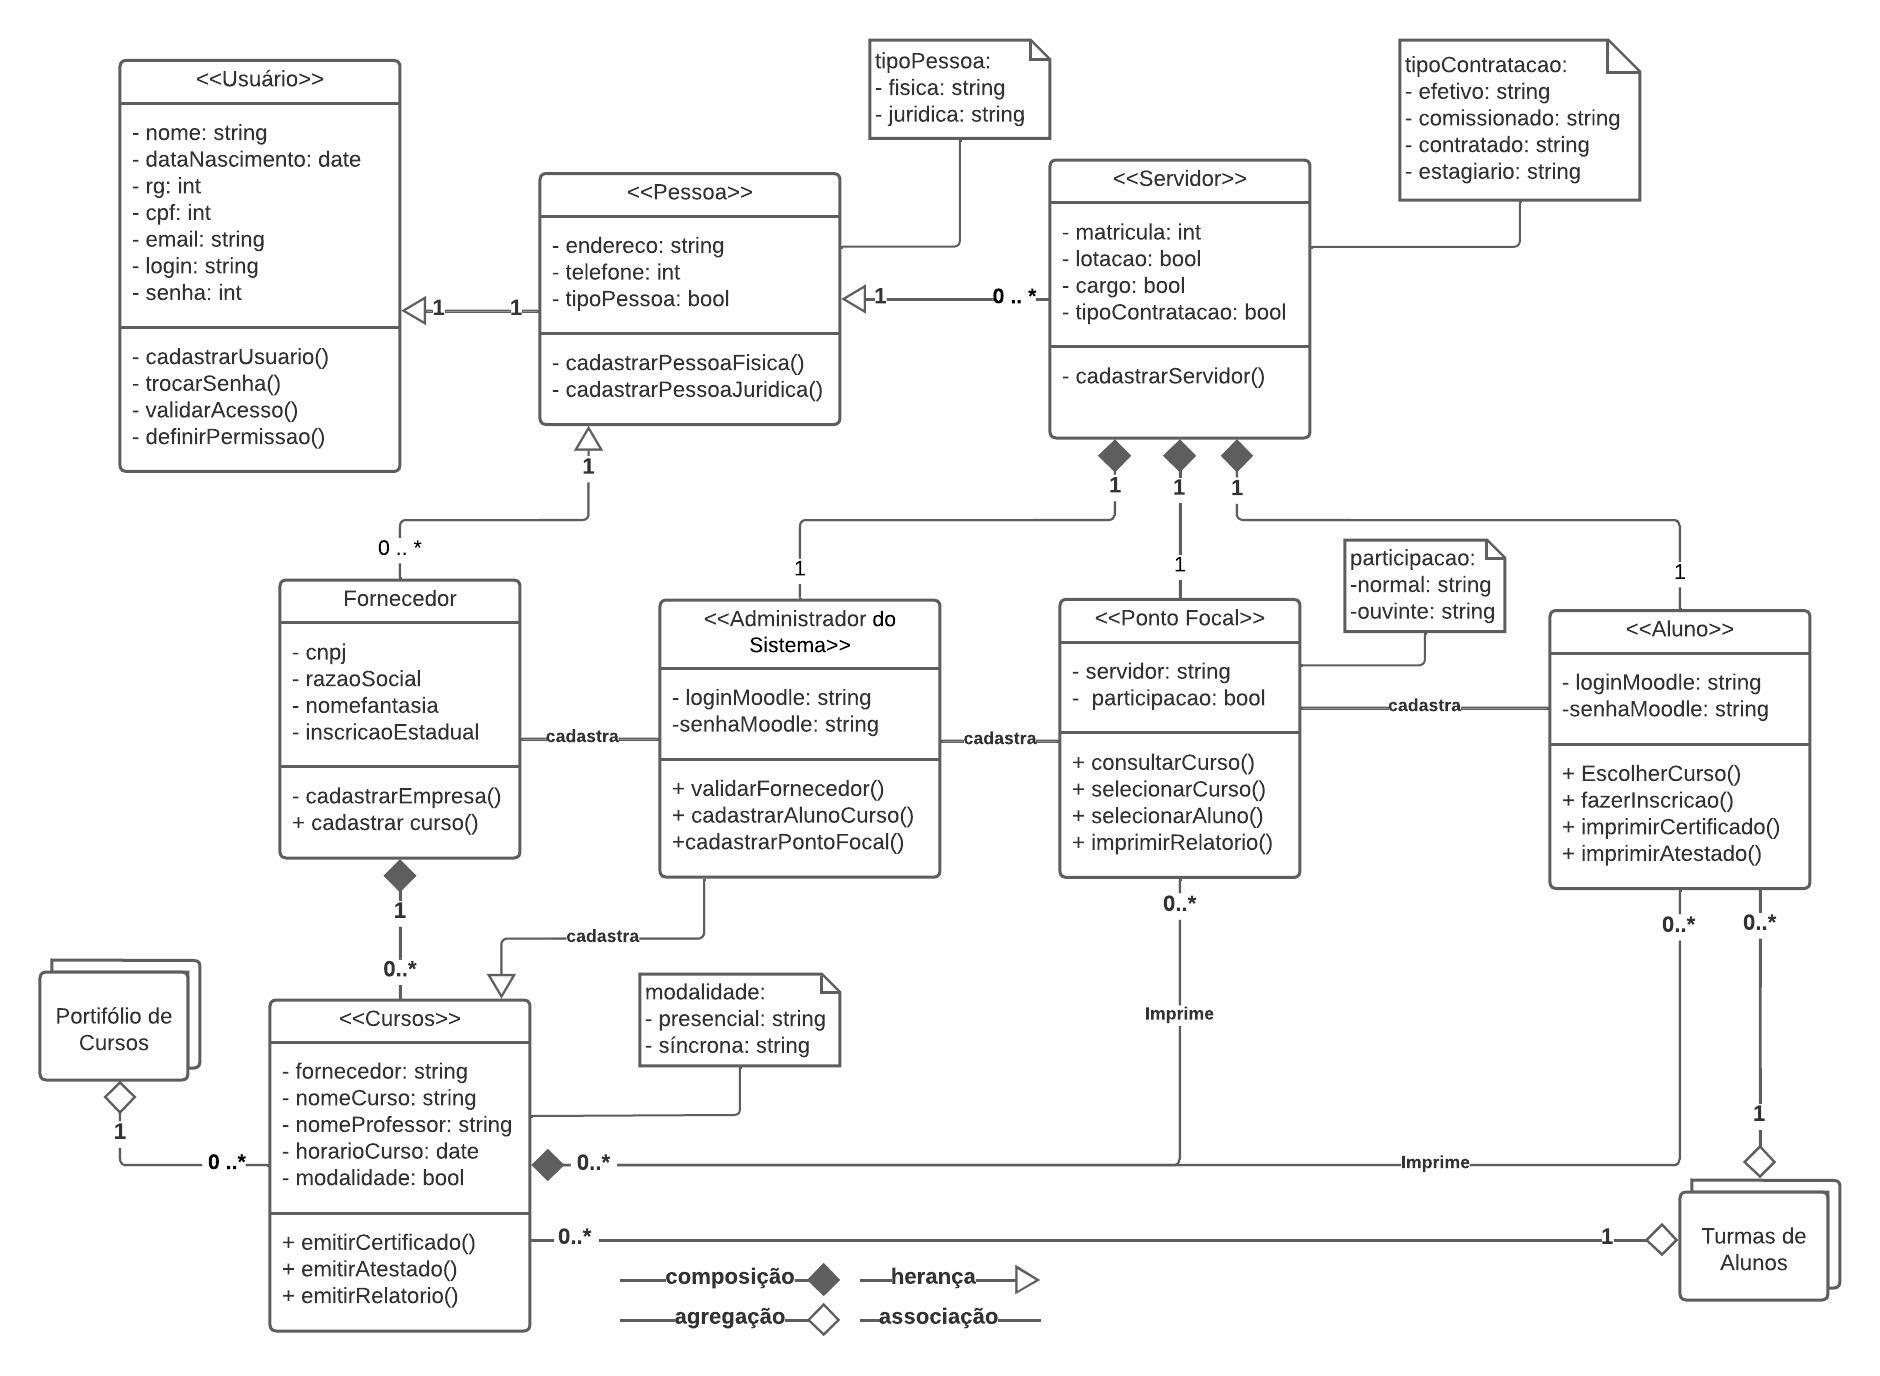 <<Usuário>>
- nome: string
- dataNascimento: date
- rg: int
- cpf: int
- email: string
- login: string
- senha: int
- cadastrarUsuario()
- trocarSenha()
- validarAcesso()
- definirPermissao()
1
1
<<Pessoa>>
- endereco: string
- telefone: int
- tipoPessoa: bool
- cadastrarPessoaFisica()
- cadastrarPessoaJuridica()
tipoPessoa:
- fisica: string
- juridica: string
1
0 .. *
<<Servidor>>
- matricula: int
- lotacao: bool
- cargo: bool
- tipoContratacao: bool
- cadastrarServidor()
tipoContratacao:
- efetivo: string
- comissionado: string
- contratado: string
- estagiario: string
1
0 .. *
1
1
1
1
1
1
Fornecedor
- cnpj
- razaoSocial
- nomefantasia
- inscricaoEstadual
- cadastrarEmpresa()
+ cadastrar curso()
cadastra
<<Administrador do
Sistema>>
- loginMoodle: string
-senhaMoodle: string
+ validarFornecedor()
+ cadastrarAlunoCurso()
+cadastrarPontoFocal()
cadastra
<<Ponto Focal>>
- servidor: string
- participacao: bool
+ consultarCurso()
+ selecionarCurso()
+ selecionarAluno()
+ imprimirRelatorio()
participacao:
-normal: string
-ouvinte: string
cadastra
<<Aluno>>
- loginMoodle: string
-senhaMoodle: string
+ EscolherCurso()
+ fazerInscricao()
+ imprimirCertificado()
+ imprimirAtestado()
1
0..*
cadastra
0..*
0..*
0..*
Portifólio de
Cursos
1
0 ..*
<<Cursos>>
- fornecedor: string
- nomeCurso: string
- nomeProfessor: string
- horarioCurso: date
- modalidade: bool
+ emitirCertificado()
+ emitirAtestado()
+ emitirRelatorio()
modalidade:
- presencial: string
- síncrona: string
Imprime
0..*
Imprime
1
0..*
1
Turmas de
Alunos
composição
herança
agregação
associação